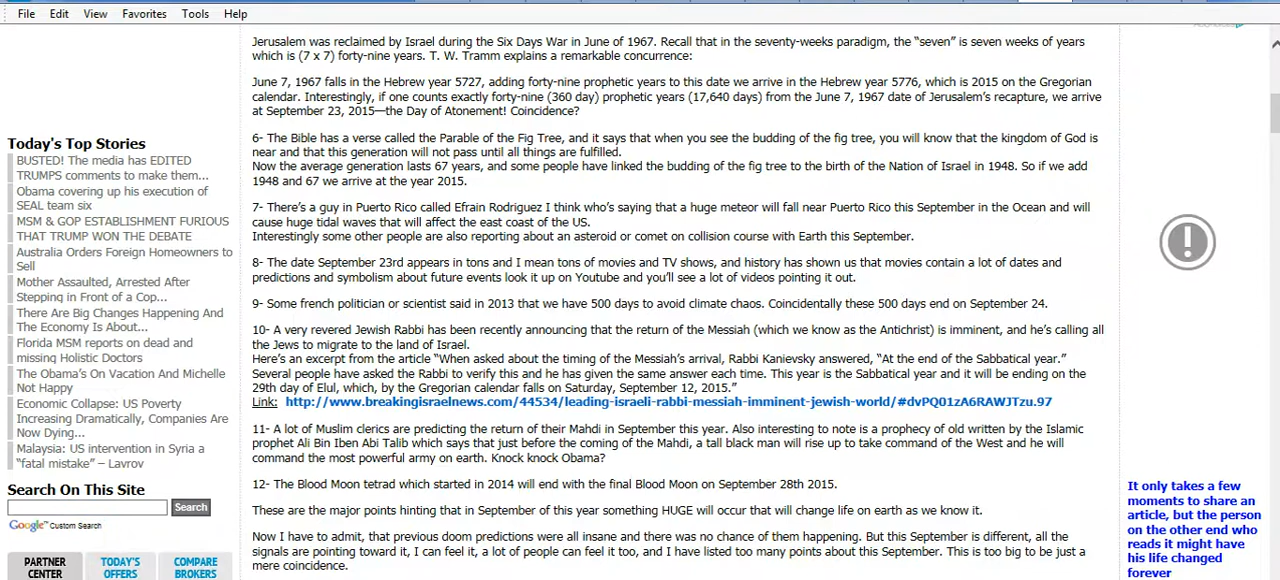 File Edit View Favorites Tools Help
Jerusalem was reclaimed by Israel during the Six Days War in June of 1967. Recall that in the seventy-weeks paradigm, the “seven” is seven weeks of years
which is (7 x 7) forty-nine years. T. W. Tramm explains a remarkable concurrence:
June 7, 1967 falls in the Hebrew year 5727, adding forty-nine prophetic years to this date we arrive in the Hebrew year 5776, which is 2015 on the Gregorian
calendar. Interestingly, if one counts exactly forty-nine (360 day) prophetic years (17,640 days) from the June 7, 1967 date of Jerusalem’s recapture, we arrive
at September 23, 2015—the Day of Atonement! Coincidence?
6- The Bible has a verse called the Parable of the Fig Tree, and it says that when you see the budding of the fig tree, you will know that the kingdom of God is
near and that this generation will not pass until all things are fulfilled.
Now the average generation lasts 67 years, and some people have linked the budding of the fig tree to the birth of the Nation of Israel in 1948. So if we add
1948 and 67 we arrive at the year 2015.
7- There’s a guy in Puerto Rico called Efrain Rodriguez I think who’s saying that a huge meteor will fall near Puerto Rico this September in the Ocean and will
cause huge tidal waves that will affect the east coast of the US.
Interestingly some other people are also reporting about an asteroid or comet on collision course with Earth this September.
8- The date September 23rd appears in tons and I mean tons of movies and TV shows, and history has shown us that movies contain a lot of dates and
predictions and symbolism about future events look it up on Youtube and you’ll see a lot of videos pointing it out.
9- Some french politician or scientist said in 2013 that we have 500 days to avoid climate chaos. Coincidentally these 500 days end on September 24.
10- A very revered Jewish Rabbi has been recently announcing that the return of the Messiah (which we know as the Antichrist) is imminent, and he’s calling all
the Jews to migrate to the land of Israel.
Here’s an excerpt from the article “When asked about the timing of the Messiah’s arrival, Rabbi Kanievsky answered, “At the end of the Sabbatical year.”
Several people have asked the Rabbi to verify this and he has given the same answer each time. This year is the Sabbatical year and it will be ending on the
29th day of Elul, which, by the Gregorian calendar falls on Saturday, September 12, 2015.”
Link: http://www.breakingisraelnews.com/44534/leading-israeli-rabbi-messiah-imminent-jewish-world/#dvPQ01zA6RAWJTzu.97
11- A lot of Muslim clerics are predicting the return of their Mahdi in September this year. Also interesting to note is a prophecy of old written by the Islamic
prophet Ali Bin Iben Abi Talib which says that just before the coming of the Mahdi, a tall black man will rise up to take command of the West and he will
command the most powerful army on earth. Knock knock Obama?
12- The Blood Moon tetrad which started in 2014 will end with the final Blood Moon on September 28th 2015.
These are the major points hinting that in September of this year something HUGE will occur that will change life on earth as we know it.
Now I have to admit, that previous doom predictions were all insane and there was no chance of them happening. But this September is different, all the
signals are pointing toward it, I can feel it, a lot of people can feel it too, and I have listed too many points about this September. This is too big to be just a
mere coincidence.
Today's Top Stories
BUSTED! The media has EDITED
TRUMPS comments to make them...
Obama covering up his execution of
SEAL team six
MSM & GOP ESTABLISHMENT FURIOUS
THAT TRUMP WON THE DEBATE
Australia Orders Foreign Homeowners to
Sell
Mother Assaulted, Arrested After
Stepping in Front of a Cop...
There Are Big Changes Happening And
The Economy Is About...
Florida MSM reports on dead and
missing Holistic Doctors
The Obama's On Vacation And Michelle
Not Happy
Economic Collapse: US Poverty
Increasing Dramatically, Companies Are
Now Dying...
Malaysia: US intervention in Syria a
“fatal mistake” – Lavrov
Search On This Site
Search
Google™ Custom Search
PARTNER CENTER
TODAY'S OFFERS
COMPARE BROKERS
It only takes a few
moments to share an
article, but the person
on the other end who
reads it might have
his life changed
forever